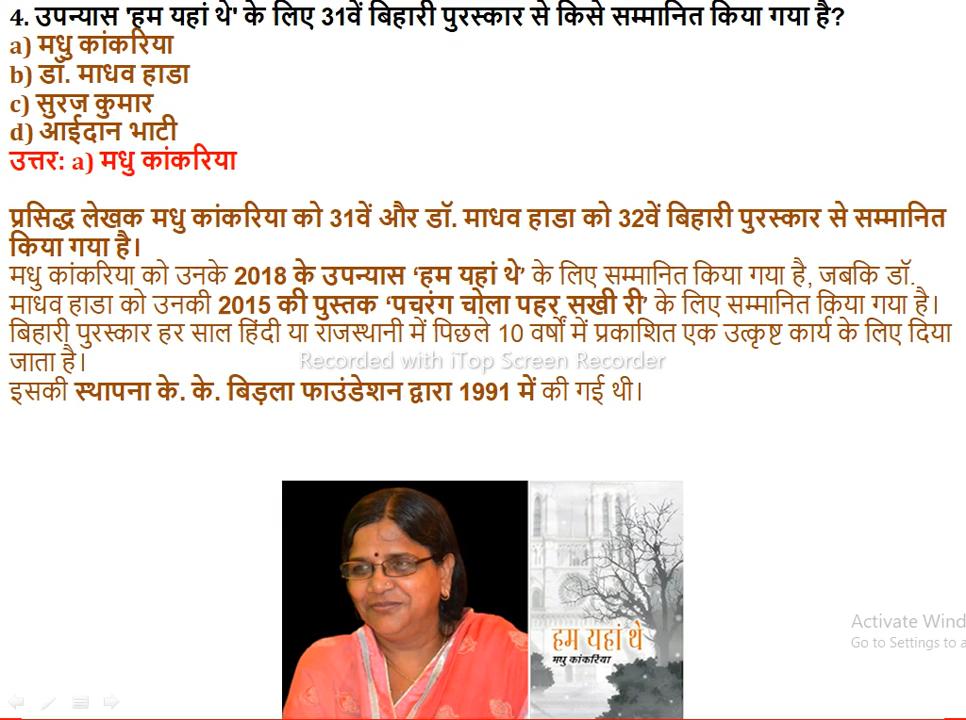 4. उपन्यास 'हम यहां थे' के लिए 31वें बिहारी पुरस्कार से किसे सम्मानित किया गया है?
a) मधु कांकरिया
b) डॉ. माधव हाडा
c) सुरज कुमार
d) आईदान भाटी
उत्तर: a) मधु कांकरिया
प्रसिद्ध लेखक मधु कांकरिया को 31वें और डॉ. माधव हाडा को 32वें बिहारी पुरस्कार से सम्मानित
किया गया है।
मधु कांकरिया को उनके 2018 के उपन्यास ‘हम यहां थे’ के लिए सम्मानित किया गया है, जबकि डॉ.
माधव हाडा को उनकी 2015 की पुस्तक ‘पचरंग चोला पहर सखी री’ के लिए सम्मानित किया गया है।
बिहारी पुरस्कार हर साल हिंदी या राजस्थानी में पिछले 10 वर्षों में प्रकाशित एक उत्कृष्ट कार्य के लिए दिया
जाता है।
Recorded with iTop Screen Recorder
इसकी स्थापना के. के. बिड़ला फाउंडेशन द्वारा 1991 में की गई थी।
हम यहां थे
मधु कांकरिया
Activate Wind
Go to Settings to a